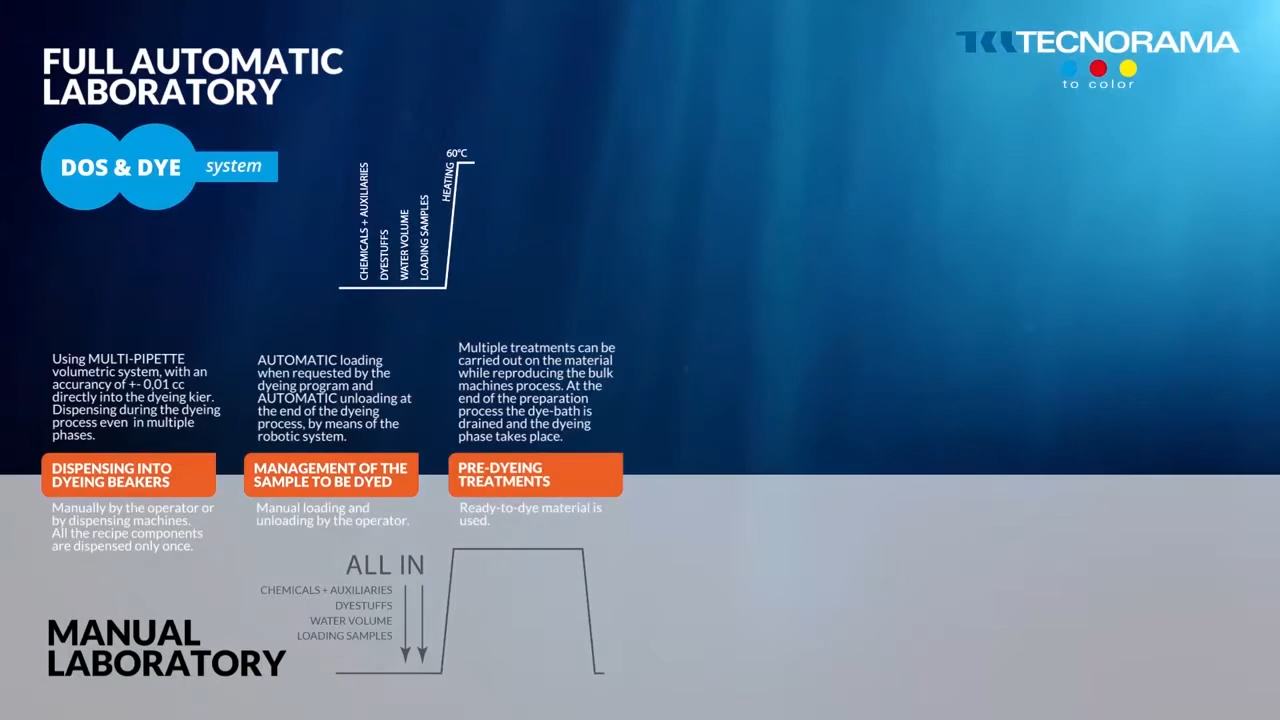 FULL AUTOMATIC
LABORATORY
TECNORAMA
to color
DOS & DYE system
CHEMICALS + AUXILIARIES
DYESTUFFS
WATER VOLUME
LOADING SAMPLES
HEATING
60°C
Using MULTI-PIPETTE
volumetric system, with an
accurancy of +- 0,01 cc
directly into the dyeing kier.
Dispensing during the dyeing
process even in multiple
phases.
AUTOMATIC loading
when requested by the
dyeing program and
AUTOMATIC unloading at
the end of the dyeing
process, by means of the
robotic system.
Multiple treatments can be
carried out on the material
while reproducing the bulk
machines process. At the
end of the preparation
process the dye-bath is
drained and the dyeing
phase takes place.
DISPENSING INTO
DYEING BEAKERS
MANAGEMENT OF THE
SAMPLE TO BE DYED
PRE-DYEING
TREATMENTS
Manually by the operator or
by dispensing machines.
All the recipe components
are dispensed only once.
Manual loading and
unloading by the operator.
Ready-to-dye material is
used.
ALL IN
CHEMICALS + AUXILIARIES
DYESTUFFS
WATER VOLUME
LOADING SAMPLES
MANUAL
LABORATORY